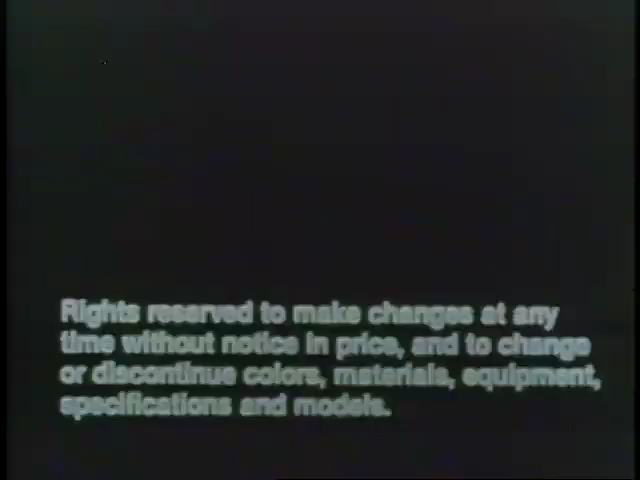 Rights reserved to make changes at any
time without notice in price, and to change
or discontinue colors, materials, equipment,
specifications and models.